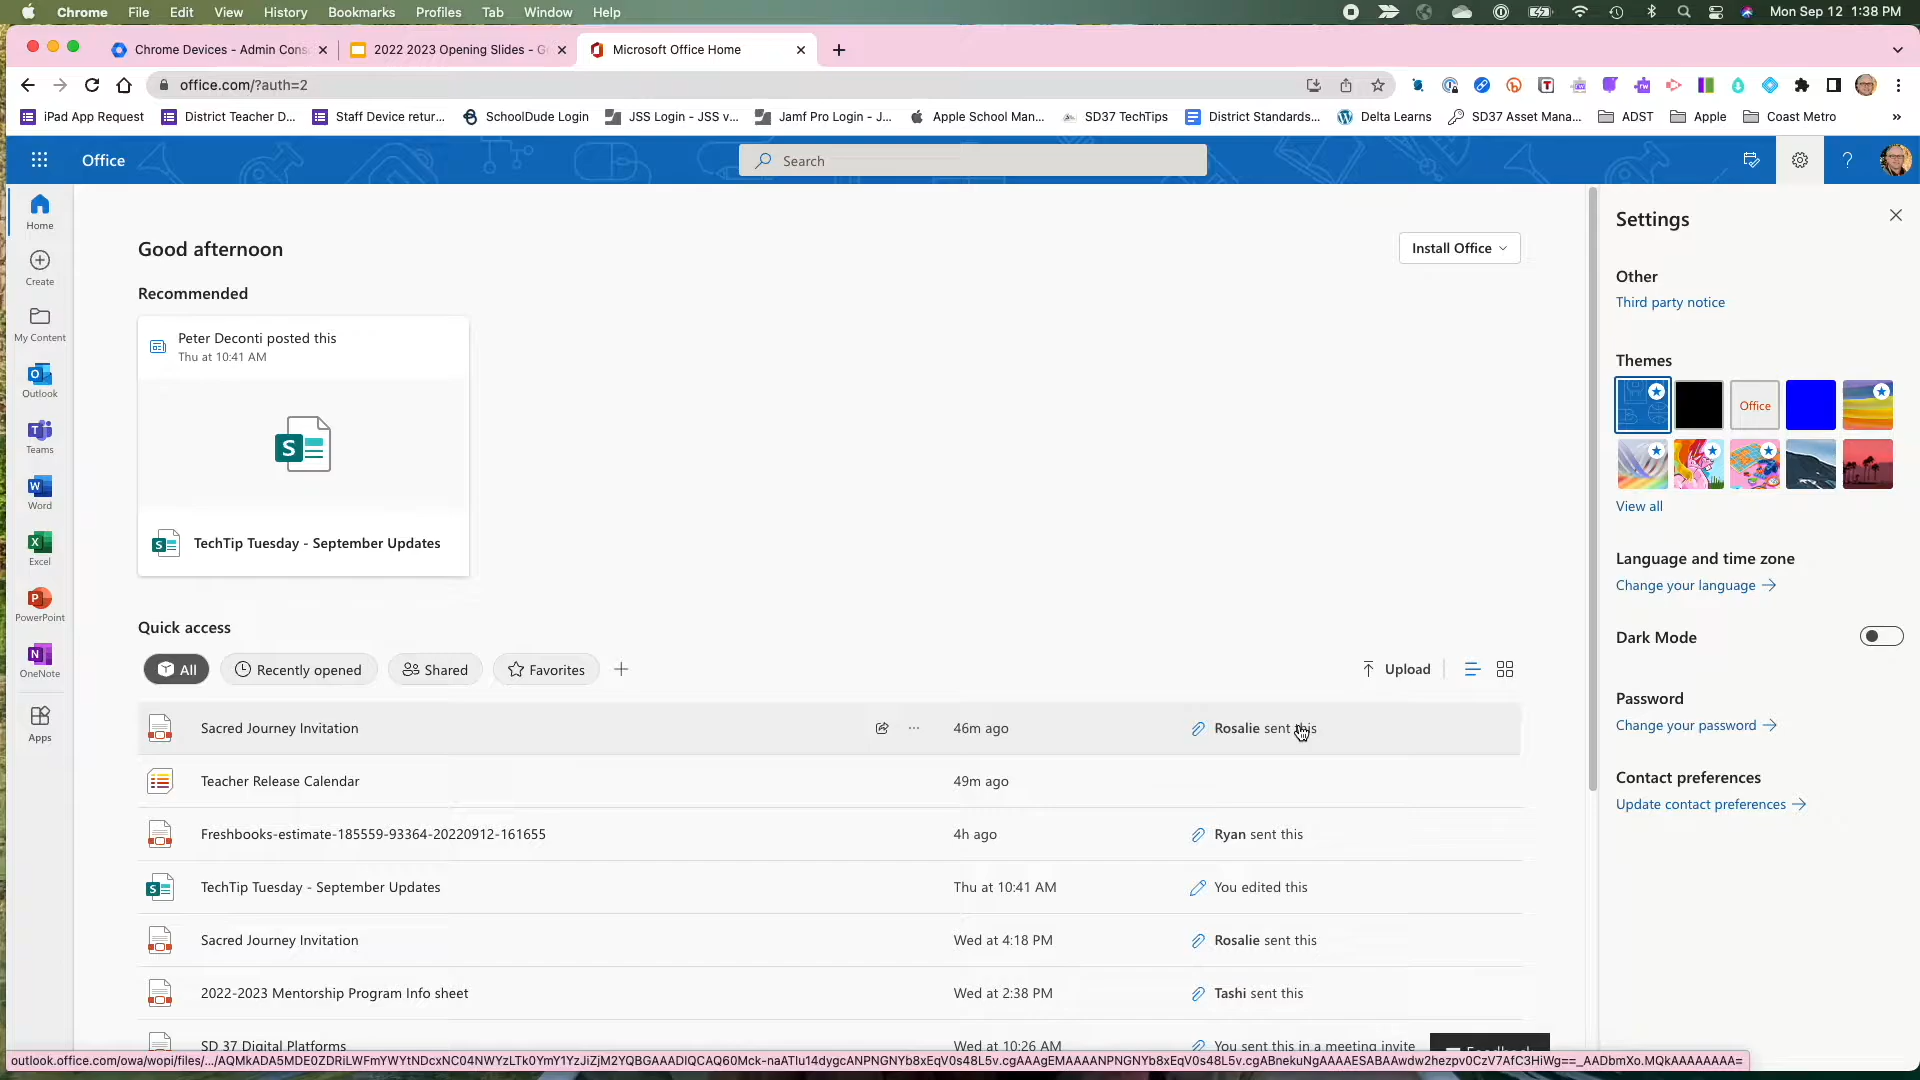 Chrome File Edit View History Bookmarks Profiles Tab Window Help Mon Sep 12 1:38 PM
Chrome Devices - Admin Cons 2022 2023 Opening Slides - G Microsoft Office Home
office.com/?auth=2
iPad App Request District Teacher D... Staff Device retur... SchoolDude Login JSS Login - JSS v... Jamf Pro Login - J... Apple School Man... SD37 TechTips District Standards... Delta Learns SD37 Asset Mana... ADST Apple Coast Metro »
Office Search ?
Home
Create
My Content
Outlook
Teams
Word
Excel
PowerPoint
OneNote
Apps
Good afternoon
Install Office
Recommended
Peter Deconti posted this
Thu at 10:41 AM
TechTip Tuesday - September Updates
Quick access
All Recently opened Shared Favorites Upload
Sacred Journey Invitation 46m ago Rosalie sent this
Teacher Release Calendar 49m ago
Freshbooks-estimate-185559-93364-20220912-161655 4h ago Ryan sent this
TechTip Tuesday - September Updates Thu at 10:41 AM You edited this
Sacred Journey Invitation Wed at 4:18 PM Rosalie sent this
2022-2023 Mentorship Program Info sheet Wed at 2:38 PM Tashi sent this
SD 37 Digital Platforms Wed at 10:26 AM You sent this in a meeting invite
Settings
Other
Third party notice
Themes
Office
View all
Language and time zone
Change your language
Dark Mode
Password
Change your password
Contact preferences
Update contact preferences